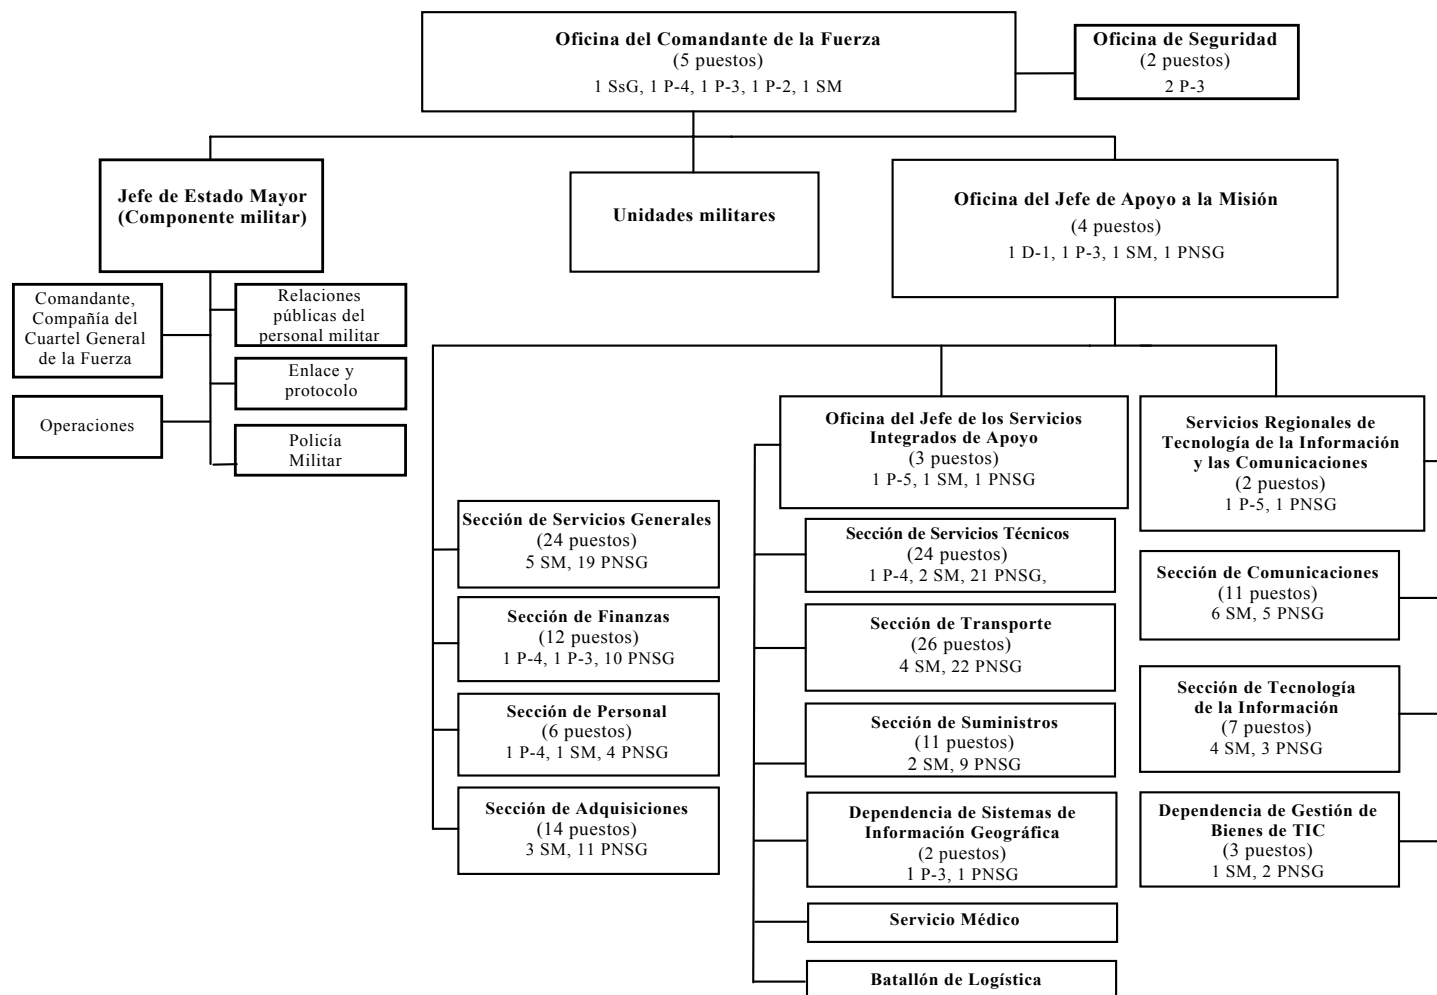 Oficina del Comandante de la Fuerza
(5 puestos)
1 SsG, 1 P-4, 1 P-3, 1 P-2, 1 SM
Oficina de Seguridad
(2 puestos)
2 P-3
Jefe de Estado Mayor
(Componente militar)
Unidades militares
Oficina del Jefe de Apoyo a la Misión
(4 puestos)
1 D-1, 1 P-3, 1 SM, 1 PNSG
Comandante,
Compañía del
Cuartel General
de la Fuerza
Relaciones
públicas del
personal militar
Enlace y
protocolo
Operaciones
Policía
Militar
Sección de Servicios Generales
(24 puestos)
5 SM, 19 PNSG
Sección de Finanzas
(12 puestos)
1 P-4, 1 P-3, 10 PNSG
Sección de Personal
(6 puestos)
1 P-4, 1 SM, 4 PNSG
Sección de Adquisiciones
(14 puestos)
3 SM, 11 PNSG
Oficina del Jefe de los Servicios
Integrados de Apoyo
(3 puestos)
1 P-5, 1 SM, 1 PNSG
Sección de Servicios Técnicos
(24 puestos)
1 P-4, 2 SM, 21 PNSG,
Sección de Transporte
(26 puestos)
4 SM, 22 PNSG
Sección de Suministros
(11 puestos)
2 SM, 9 PNSG
Dependencia de Sistemas de
Información Geográfica
(2 puestos)
1 P-3, 1 PNSG
Servicio Médico
Batallón de Logística
Servicios Regionales de
Tecnología de la Información
y las Comunicaciones
(2 puestos)
1 P-5, 1 PNSG
Sección de Comunicaciones
(11 puestos)
6 SM, 5 PNSG
Sección de Tecnología
de la Información
(7 puestos)
4 SM, 3 PNSG
Dependencia de Gestión de
Bienes de TIC
(3 puestos)
1 SM, 2 PNSG